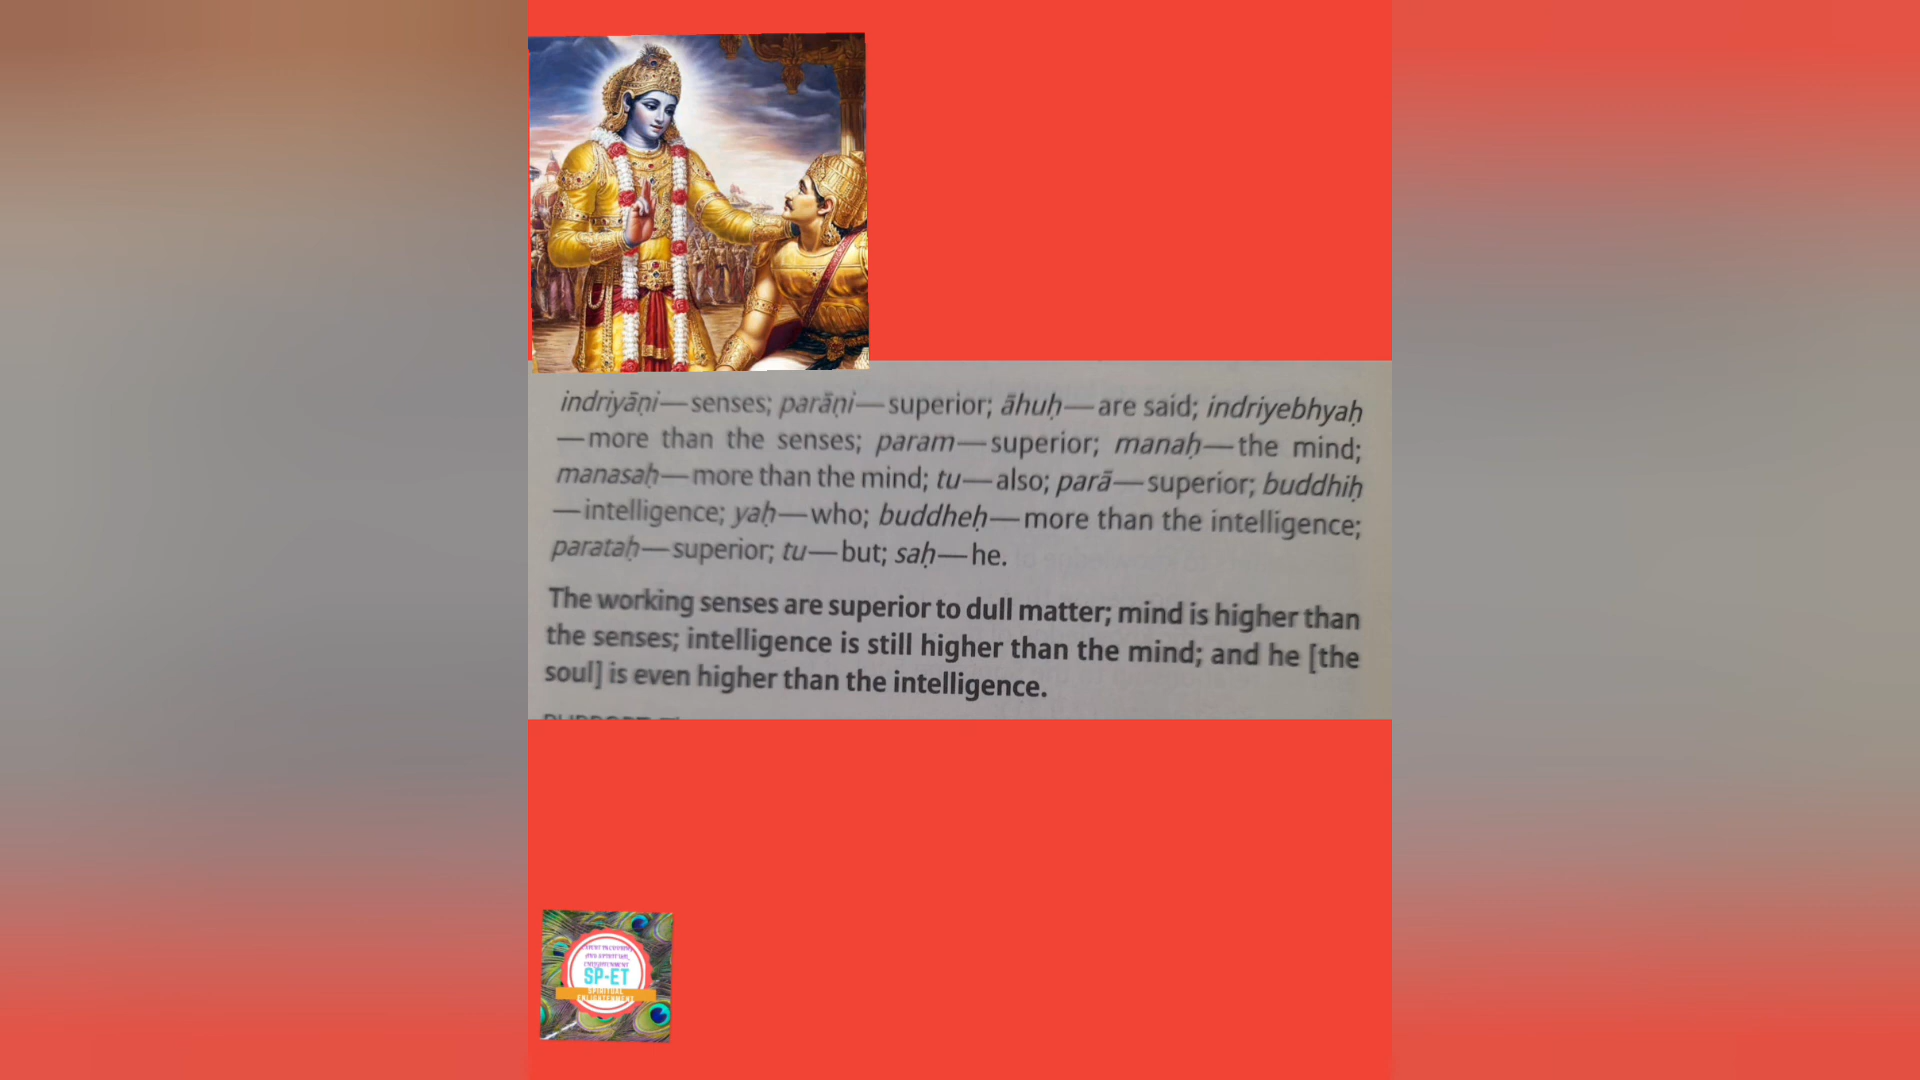 indriyāṇi—senses; parāṇi—superior; āhuḥ—are said; indriyebhyaḥ
—more than the senses; param—superior; manaḥ—the mind;
manasaḥ—more than the mind; tu—also; parā—superior; buddhiḥ
—intelligence; yaḥ—who; buddheḥ—more than the intelligence;
parataḥ—superior; tu—but; saḥ—he.
The working senses are superior to dull matter; mind is higher than
the senses; intelligence is still higher than the mind; and he [the
soul] is even higher than the intelligence.
SP-ET